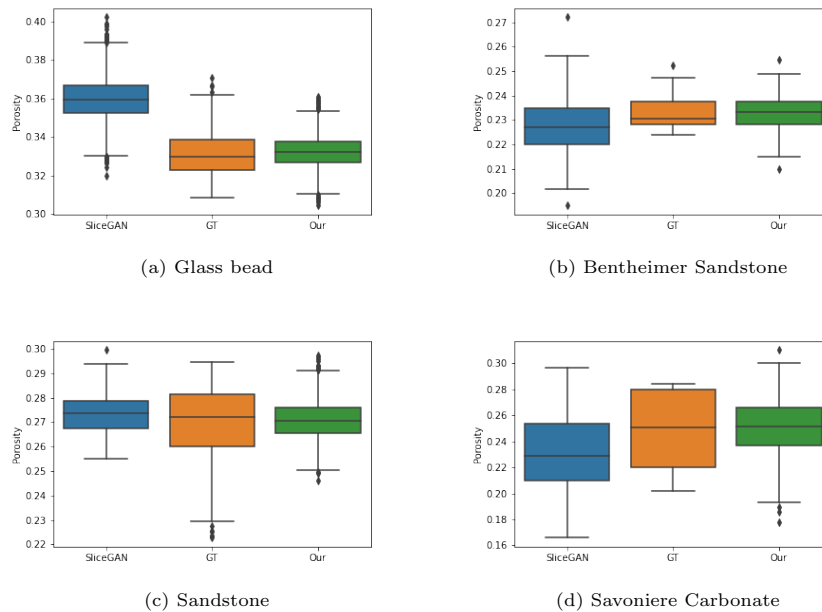 0.40
0.38
0.36
0.34
0.32
0.30
Porosity
SliceGAN GT Our
(a) Glass bead
0.27
0.26
0.25
0.24
0.23
0.22
0.21
0.20
Porosity
SliceGAN GT Our
(b) Bentheimer Sandstone
0.30
0.29
0.28
0.27
0.26
0.25
0.24
0.23
0.22
Porosity
SliceGAN GT Our
(c) Sandstone
0.30
0.28
0.26
0.24
0.22
0.20
0.18
0.16
Porosity
SliceGAN GT Our
(d) Savoniere Carbonate